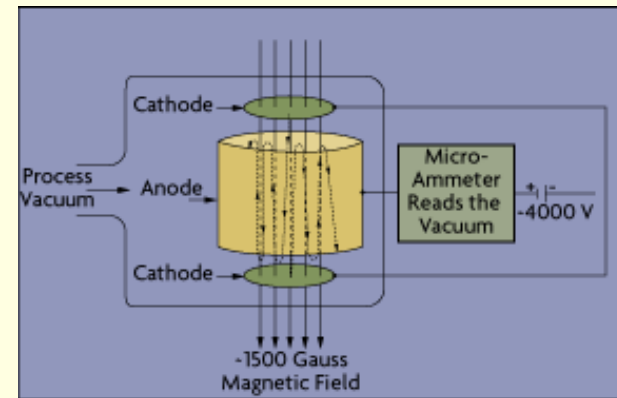 Cathode
Process
Vacuum
Anode
Micro-
Ammeter
Reads the
Vacuum
+ -
~4000 V
Cathode
~1500 Gauss
Magnetic Field